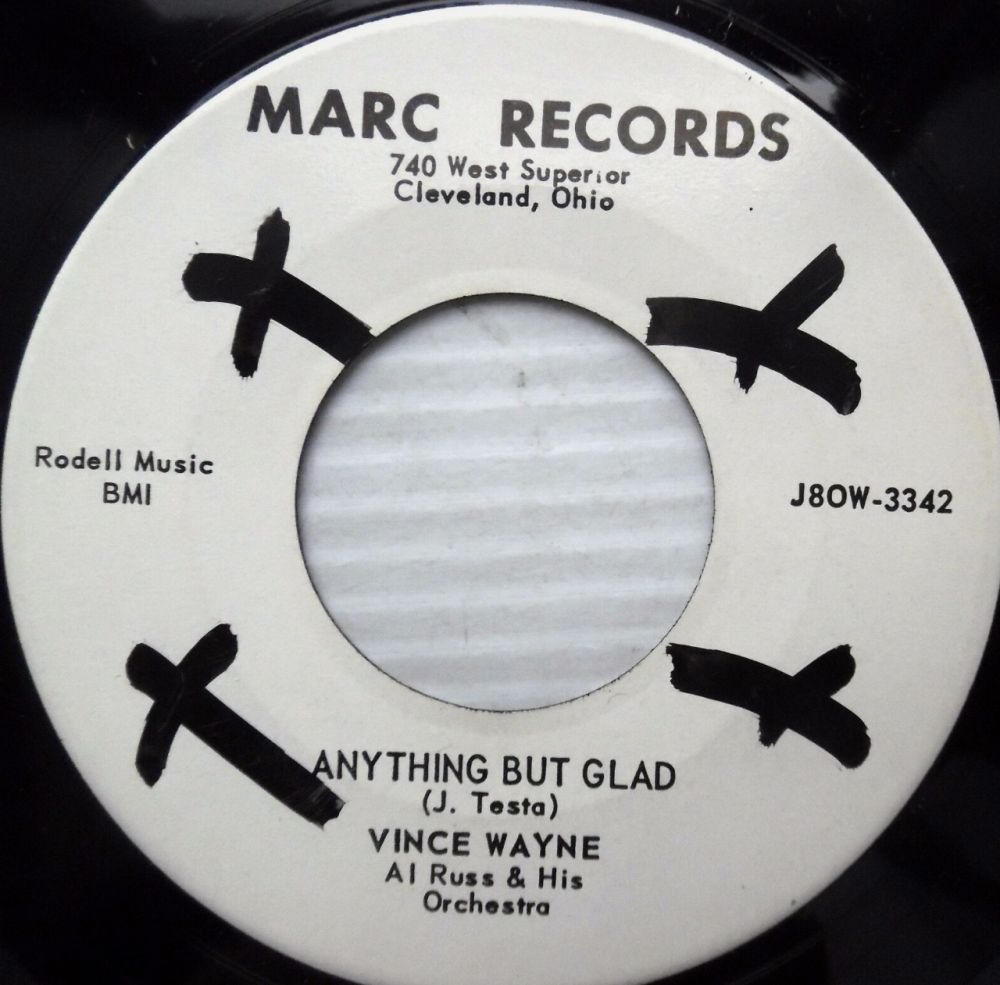 MARC RECORDS
740 West Superior
Cleveland, Ohio
Rodell Music
BMI
J8OW-3342
ANYTHING BUT GLAD
(J. Testa)
VINCE WAYNE
Al Russ & His
Orchestra